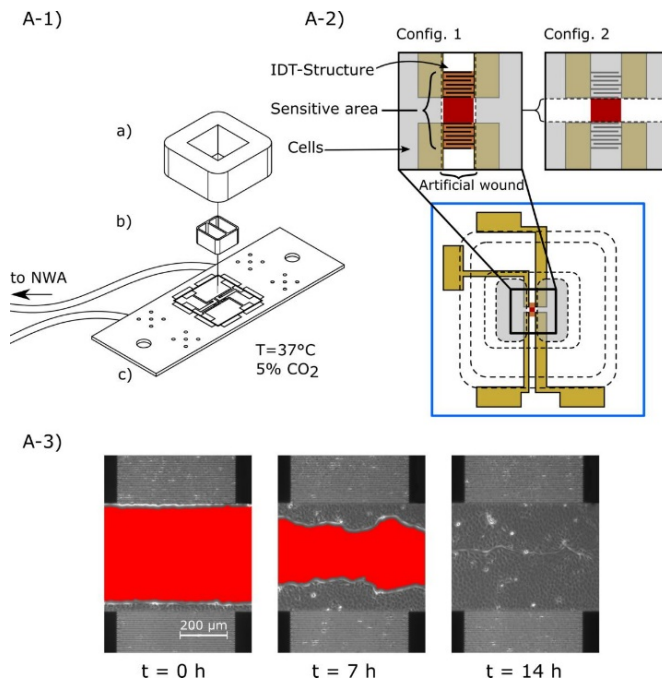 A-1)
a)
b)
to NWA
c)
T=37°C
5% CO2
A-2)
Config. 1
Config. 2
IDT-Structure
Sensitive area
Cells
Artificial wound
A-3)
200 µm
t = 0 h
t = 7 h
t = 14 h